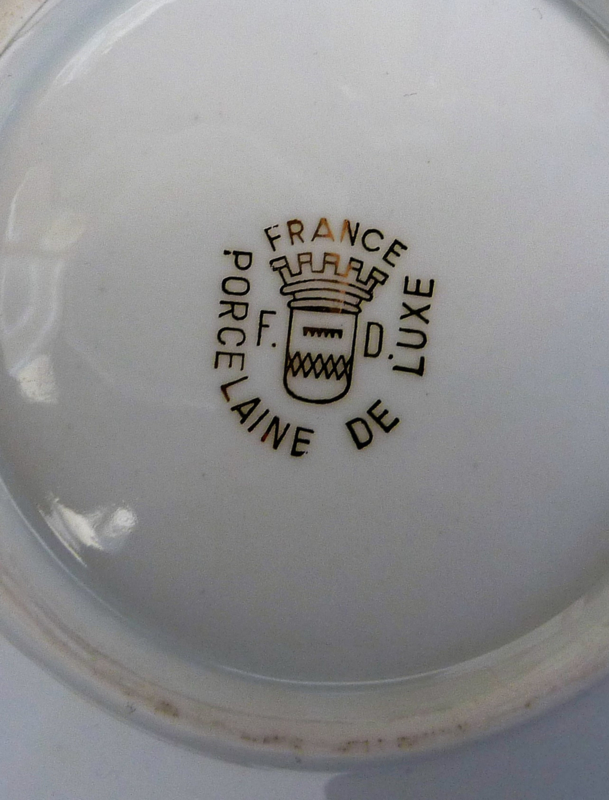 FRANCE
F. D.
PORCELAINE DE LUXE